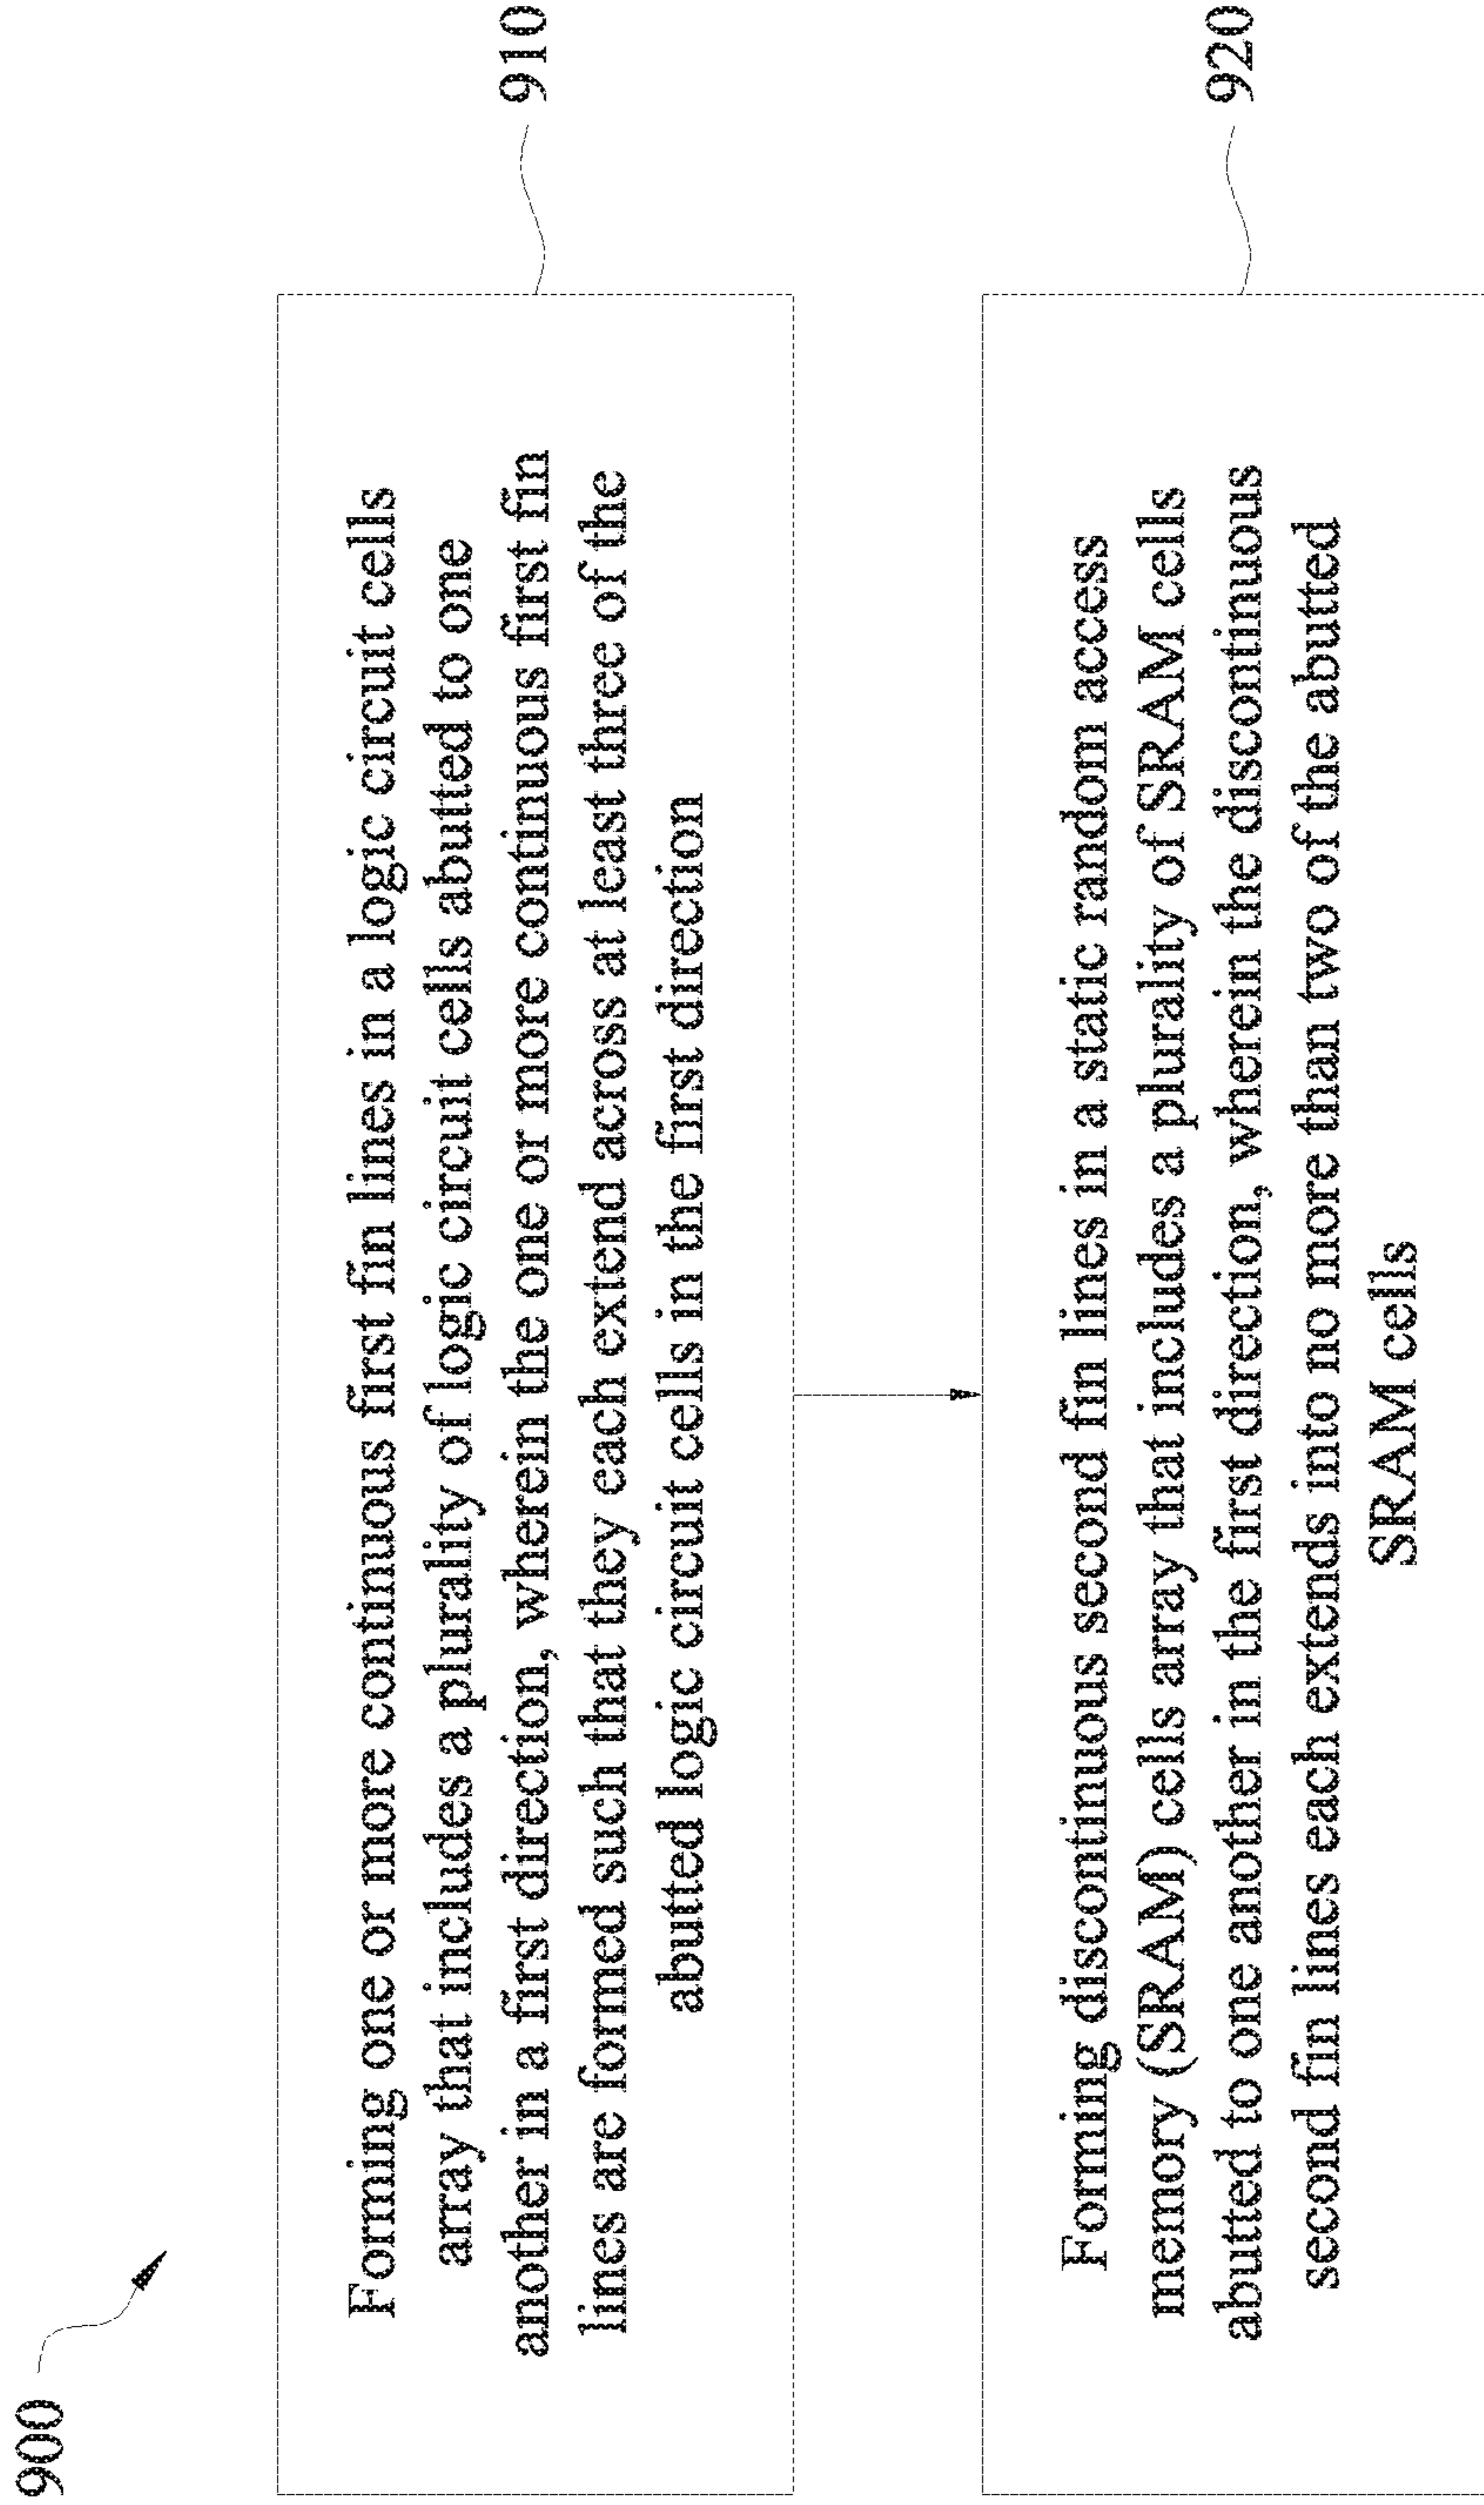 900
Forming one or more continuous first fin lines in a logic circuit cells
array that includes a plurality of logic circuit cells abutted to one
another in a first direction, wherein the one or more continuous first fin
lines are formed such that they each extend across at least three of the
abutted logic circuit cells in the first direction
910
Forming discontinuous second fin lines in a static random access
memory (SRAM) cells array that includes a plurality of SRAM cells
abutted to one another in the first direction, wherein the discontinuous
second fin lines each extends into no more than two of the abutted
SRAM cells
920